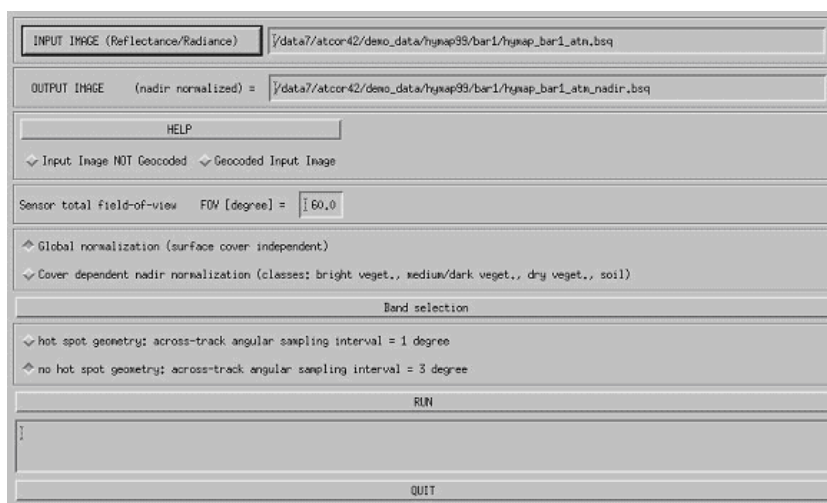 INPUT IMAGE (Reflectance/Radiance) /data7/atcor42/demo_data/hymap99/bar1/hymap_bar1_atm.bsq
OUTPUT IMAGE (nadir normalized) = /data7/atcor42/demo_data/hymap99/bar1/hymap_bar1_atm_nadir.bsq
HELP
Input Image NOT Geocoded Geocoded Input Image
Sensor total field-of-view FOV [degree] = 60.0
Global normalization (surface cover independent)
Cover dependent nadir normalization (classes: bright veget., medium/dark veget., dry veget., soil)
Band selection
hot spot geometry: across-track angular sampling interval = 1 degree
no hot spot geometry: across-track angular sampling interval = 3 degree
RUN
QUIT